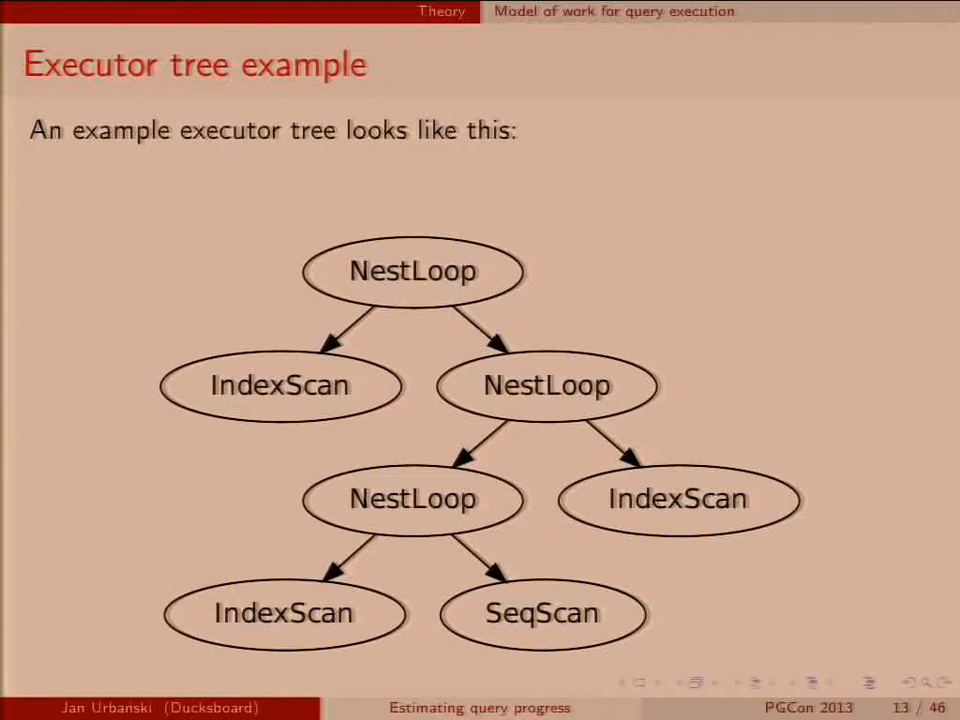 Theory Model of work for query execution
Executor tree example
An example executor tree looks like this:
NestLoop
IndexScan NestLoop
NestLoop IndexScan
IndexScan SeqScan
Jan Urbański (Ducksboard) Estimating query progress PGCon 2013 13 / 46